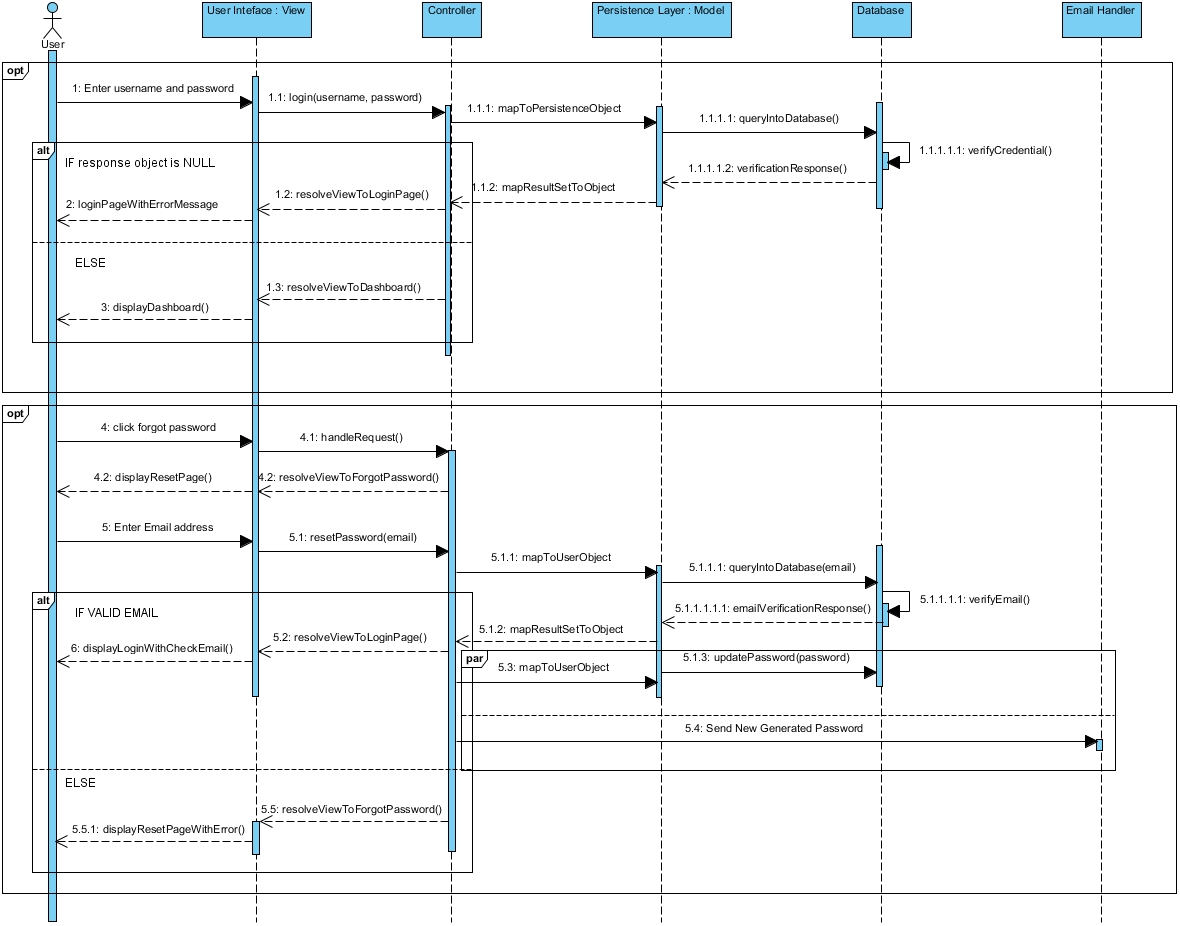 User Inteface : View
Controller
Persistence Layer : Model
Database
Email Handler
User
opt
1: Enter username and password
1.1: login(username, password)
1.1.1: mapToPersistenceObject
1.1.1.1: queryIntoDatabase()
1.1.1.1.1: verifyCredential()
alt
IF response object is NULL
1.1.1.1.2: verificationResponse()
1.1.2: mapResultSetToObject
1.2: resolveViewToLoginPage()
2: loginPageWithErrorMessage
ELSE
1.3: resolveViewToDashboard()
3: displayDashboard()
opt
4: click forgot password
4.1: handleRequest()
4.2: displayResetPage()
4.2: resolveViewToForgotPassword()
5: Enter Email address
5.1: resetPassword(email)
5.1.1: mapToUserObject
5.1.1.1: queryIntoDatabase(email)
5.1.1.1.1: verifyEmail()
alt
IF VALID EMAIL
5.1.1.1.1.1: emailVerificationResponse()
5.1.2: mapResultSetToObject
5.2: resolveViewToLoginPage()
6: displayLoginWithCheckEmail()
par
5.3: mapToUserObject
5.1.3: updatePassword(password)
5.4: Send New Generated Password
ELSE
5.5: resolveViewToForgotPassword()
5.5.1: displayResetPageWithError()